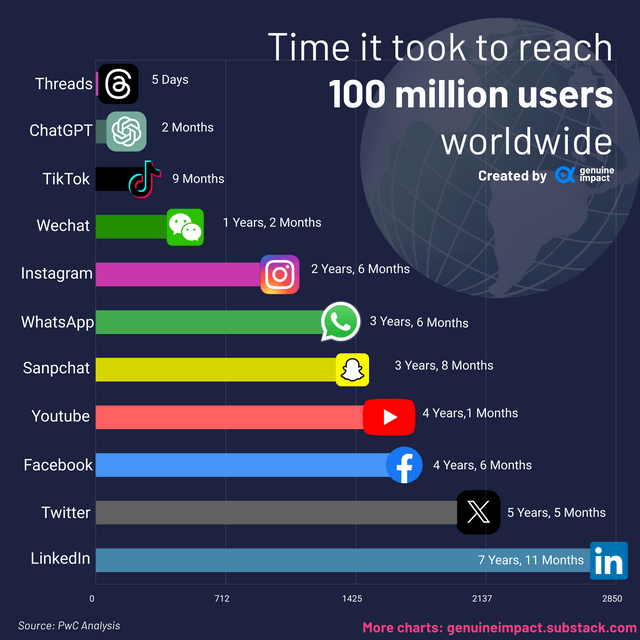 Time it took to reach
100 million users
worldwide
Created by genuine impact
Threads 5 Days
ChatGPT 2 Months
TikTok 9 Months
Wechat 1 Years, 2 Months
Instagram 2 Years, 6 Months
WhatsApp 3 Years, 6 Months
Sanpchat 3 Years, 8 Months
Youtube 4 Years,1 Months
Facebook 4 Years, 6 Months
Twitter 5 Years, 5 Months
LinkedIn 7 Years, 11 Months in
0 712 1425 2137 2850
Source: PwC Analysis
More charts: genuineimpact.substack.com